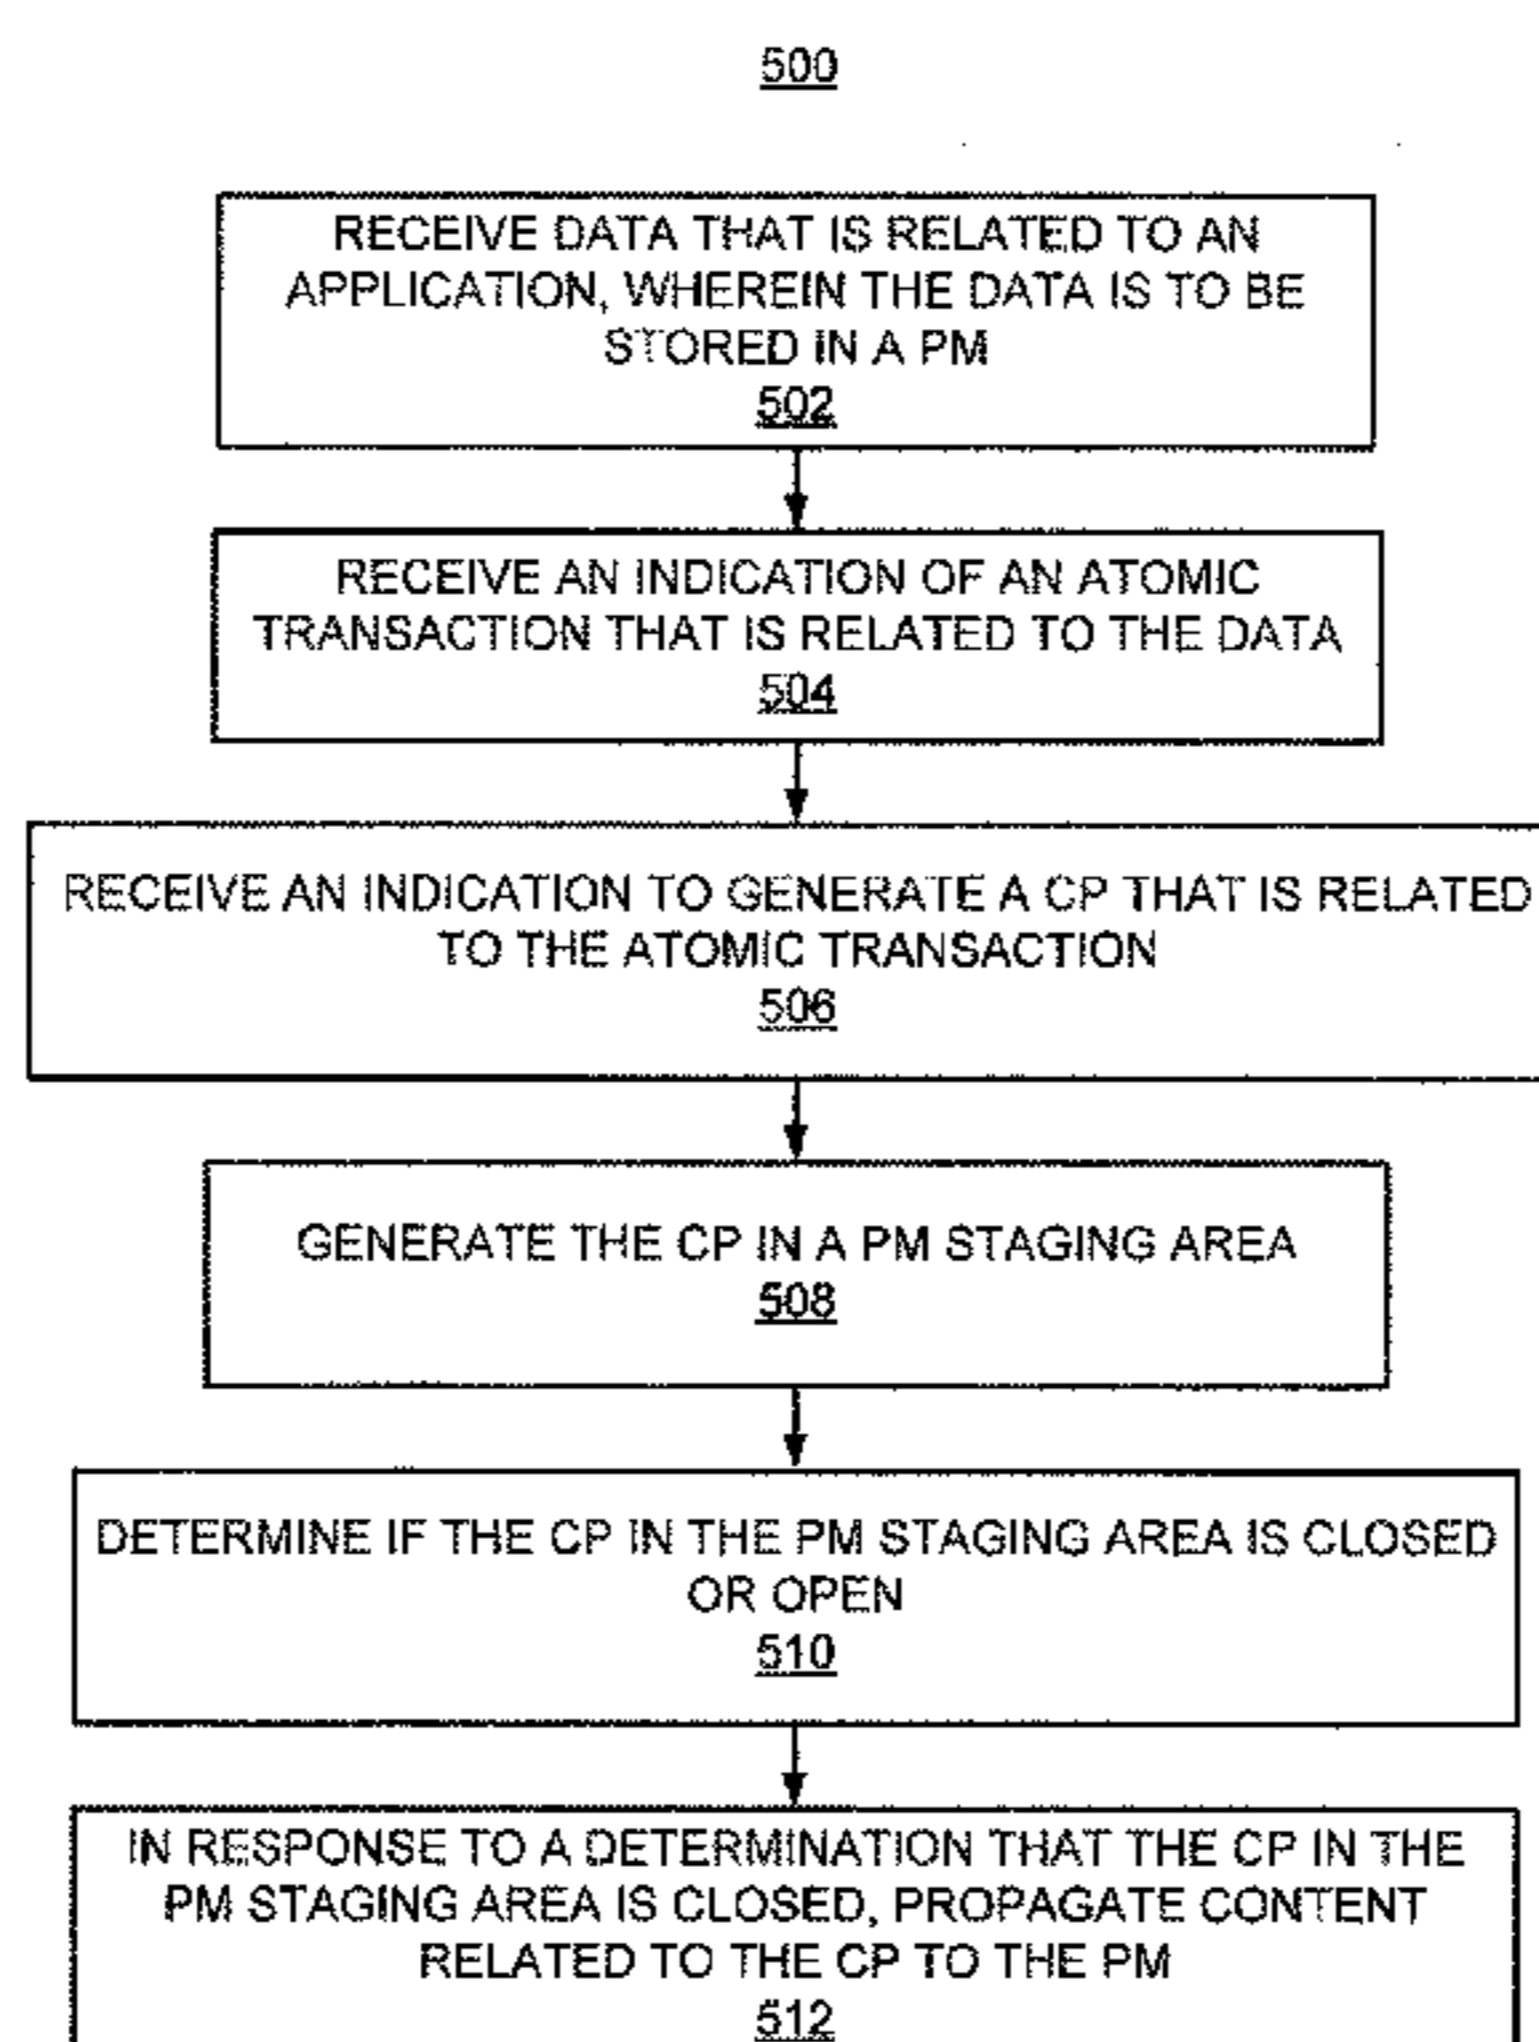 500
RECEIVE DATA THAT IS RELATED TO AN
APPLICATION, WHEREIN THE DATA IS TO BE
STORED IN A PM
502
RECEIVE AN INDICATION OF AN ATOMIC
TRANSACTION THAT IS RELATED TO THE DATA
504
RECEIVE AN INDICATION TO GENERATE A CP THAT IS RELATED
TO THE ATOMIC TRANSACTION
506
GENERATE THE CP IN A PM STAGING AREA
508
DETERMINE IF THE CP IN THE PM STAGING AREA IS CLOSED
OR OPEN
510
IN RESPONSE TO A DETERMINATION THAT THE CP IN THE
PM STAGING AREA IS CLOSED, PROPAGATE CONTENT
RELATED TO THE CP TO THE PM
512